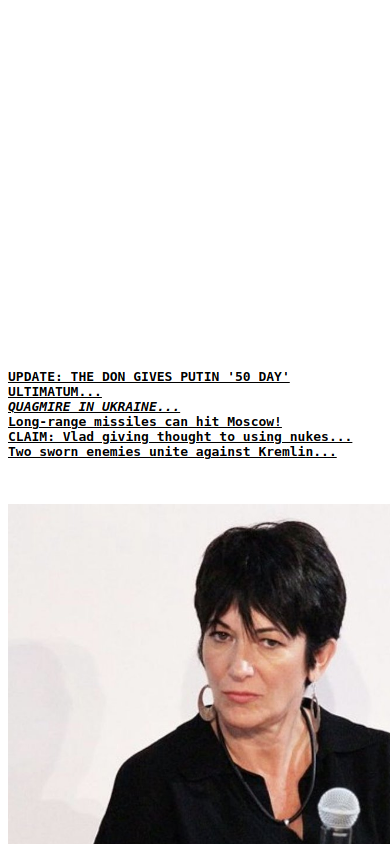 UPDATE: THE DON GIVES PUTIN '50 DAY'
ULTIMATUM...
QUAGMIRE IN UKRAINE...
Long-range missiles can hit Moscow!
CLAIM: Vlad giving thought to using nukes...
Two sworn enemies unite against Kremlin...